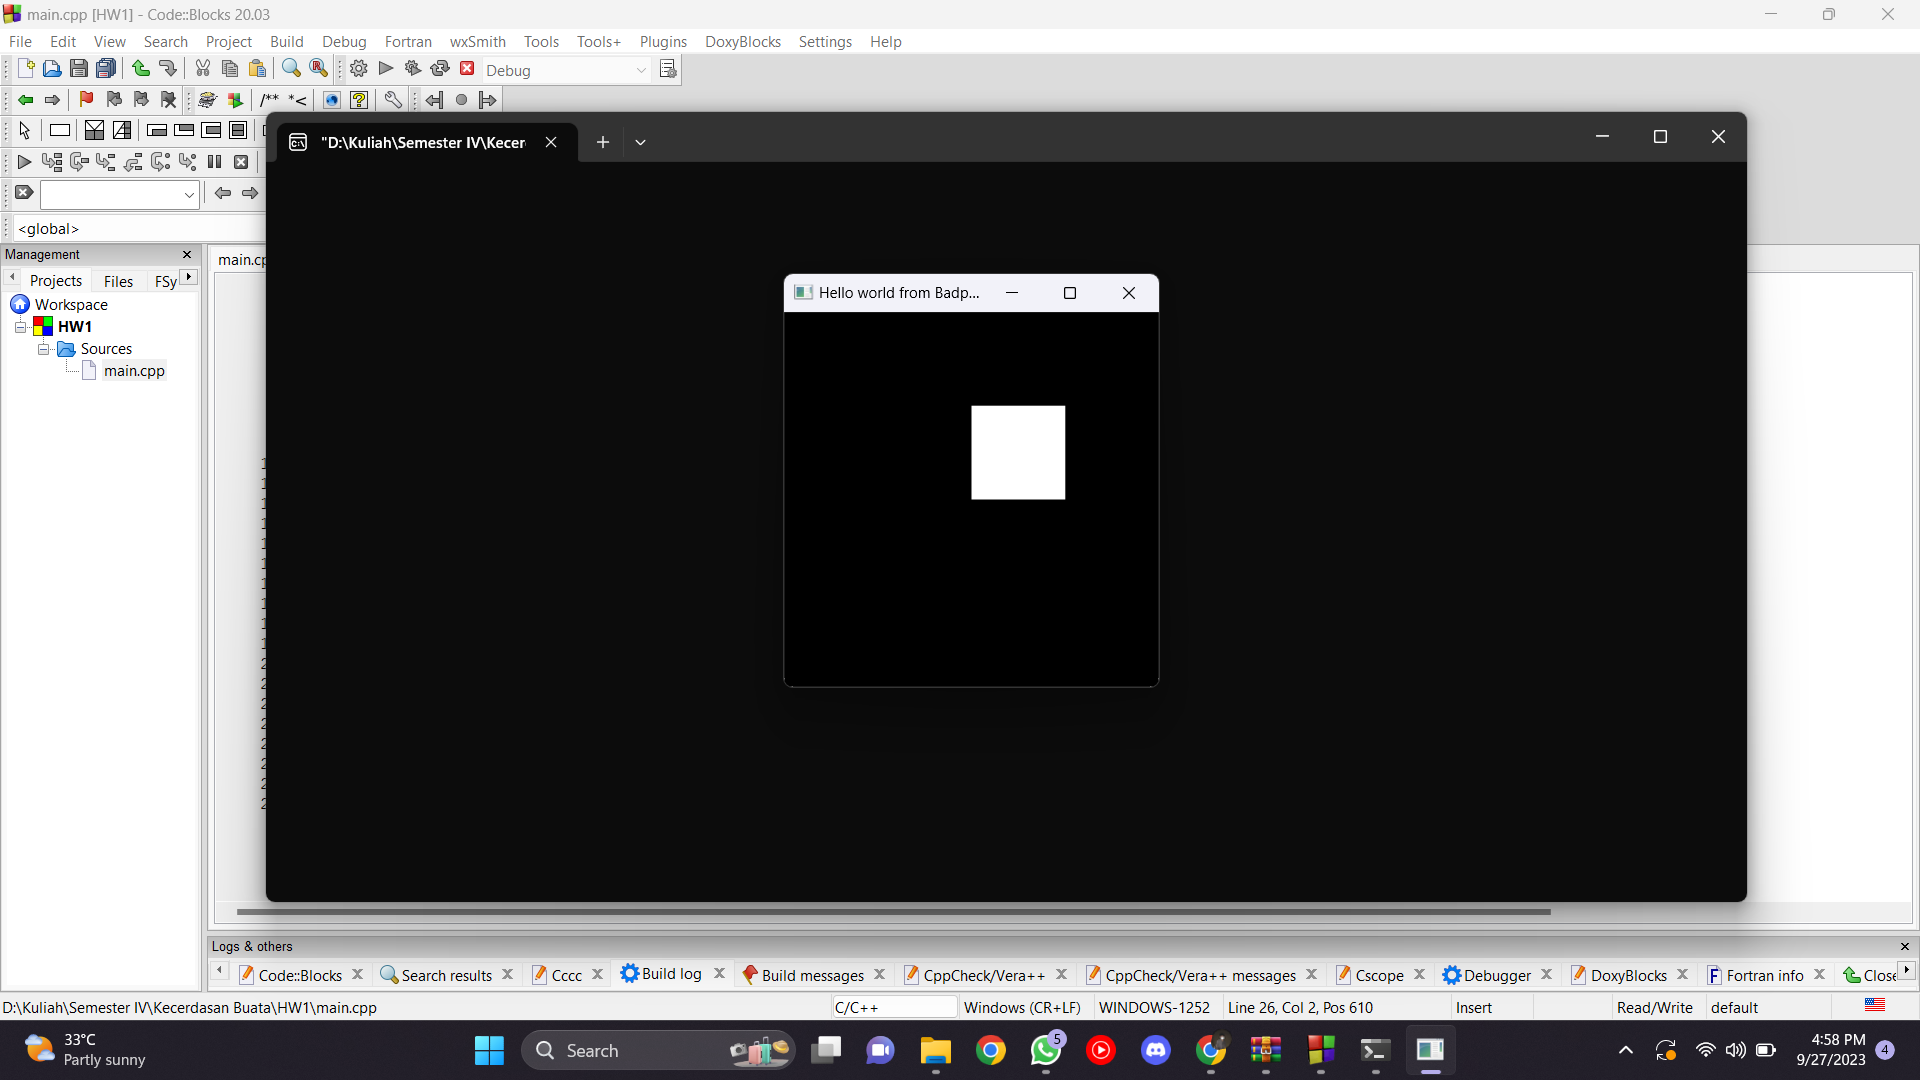 main.cpp [HW1] - Code::Blocks 20.03
File Edit View Search Project Build Debug Fortran wxSmith Tools Tools+ Plugins DoxyBlocks Settings Help
Debug
/** *<
"D:\Kuliah\Semester IV\Kecer
<global>
Management
main.cp
Projects Files FSy
Hello world from Badp...
Workspace
HW1
Sources
main.cpp
Logs & others
Code::Blocks Search results Cccc Build log Build messages CppCheck/Vera++ CppCheck/Vera++ messages Cscope Debugger DoxyBlocks Fortran info Close
D:\Kuliah\Semester IV\Kecerdasan Buata\HW1\main.cpp C/C++ Windows (CR+LF) WINDOWS-1252 Line 26, Col 2, Pos 610 Insert Read/Write default
33°C
Partly sunny
Search
5
4:58 PM
9/27/2023
4